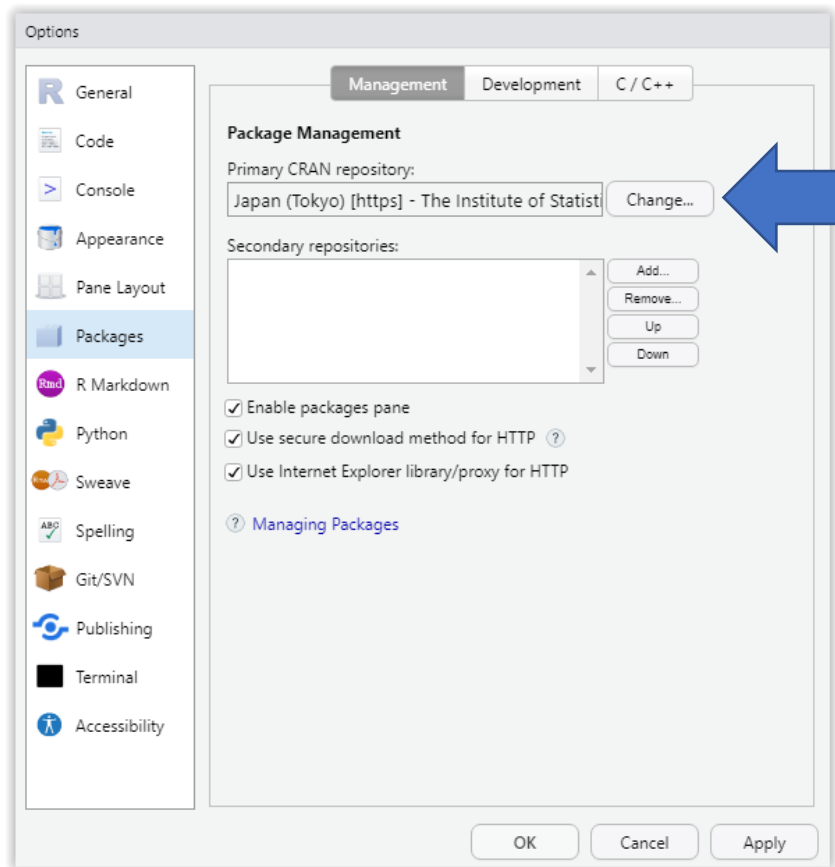 Options
General
Code
Console
Appearance
Pane Layout
Packages
Rmd
R Markdown
Python
Sweave
ABC
Spelling
Git/SVN
Publishing
Terminal
Accessibility
Management
Development
C / C++
Package Management
Primary CRAN repository:
Japan (Tokyo) [https] - The Institute of Statisti
Change...
Secondary repositories:
Add...
Remove...
Up
Down
Enable packages pane
Use secure download method for HTTP ?
Use Internet Explorer library/proxy for HTTP
? Managing Packages
OK
Cancel
Apply